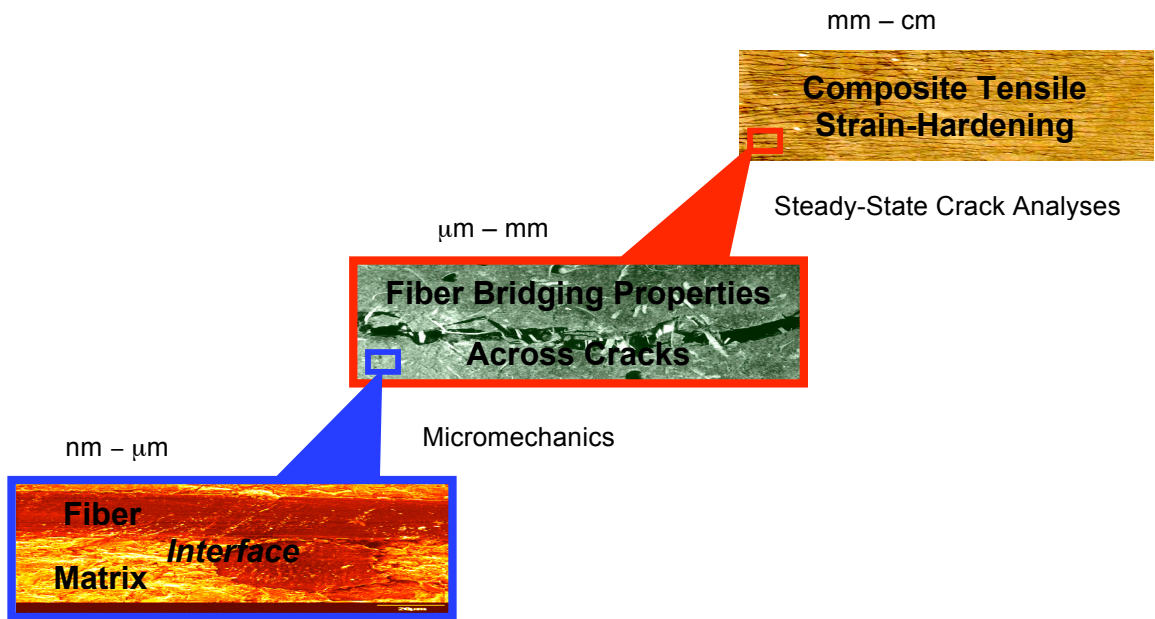 mm – cm
Composite Tensile
Strain-Hardening
Steady-State Crack Analyses
μm – mm
Fiber Bridging Properties
Across Cracks
Micromechanics
nm – μm
Fiber
Interface
Matrix
20μm